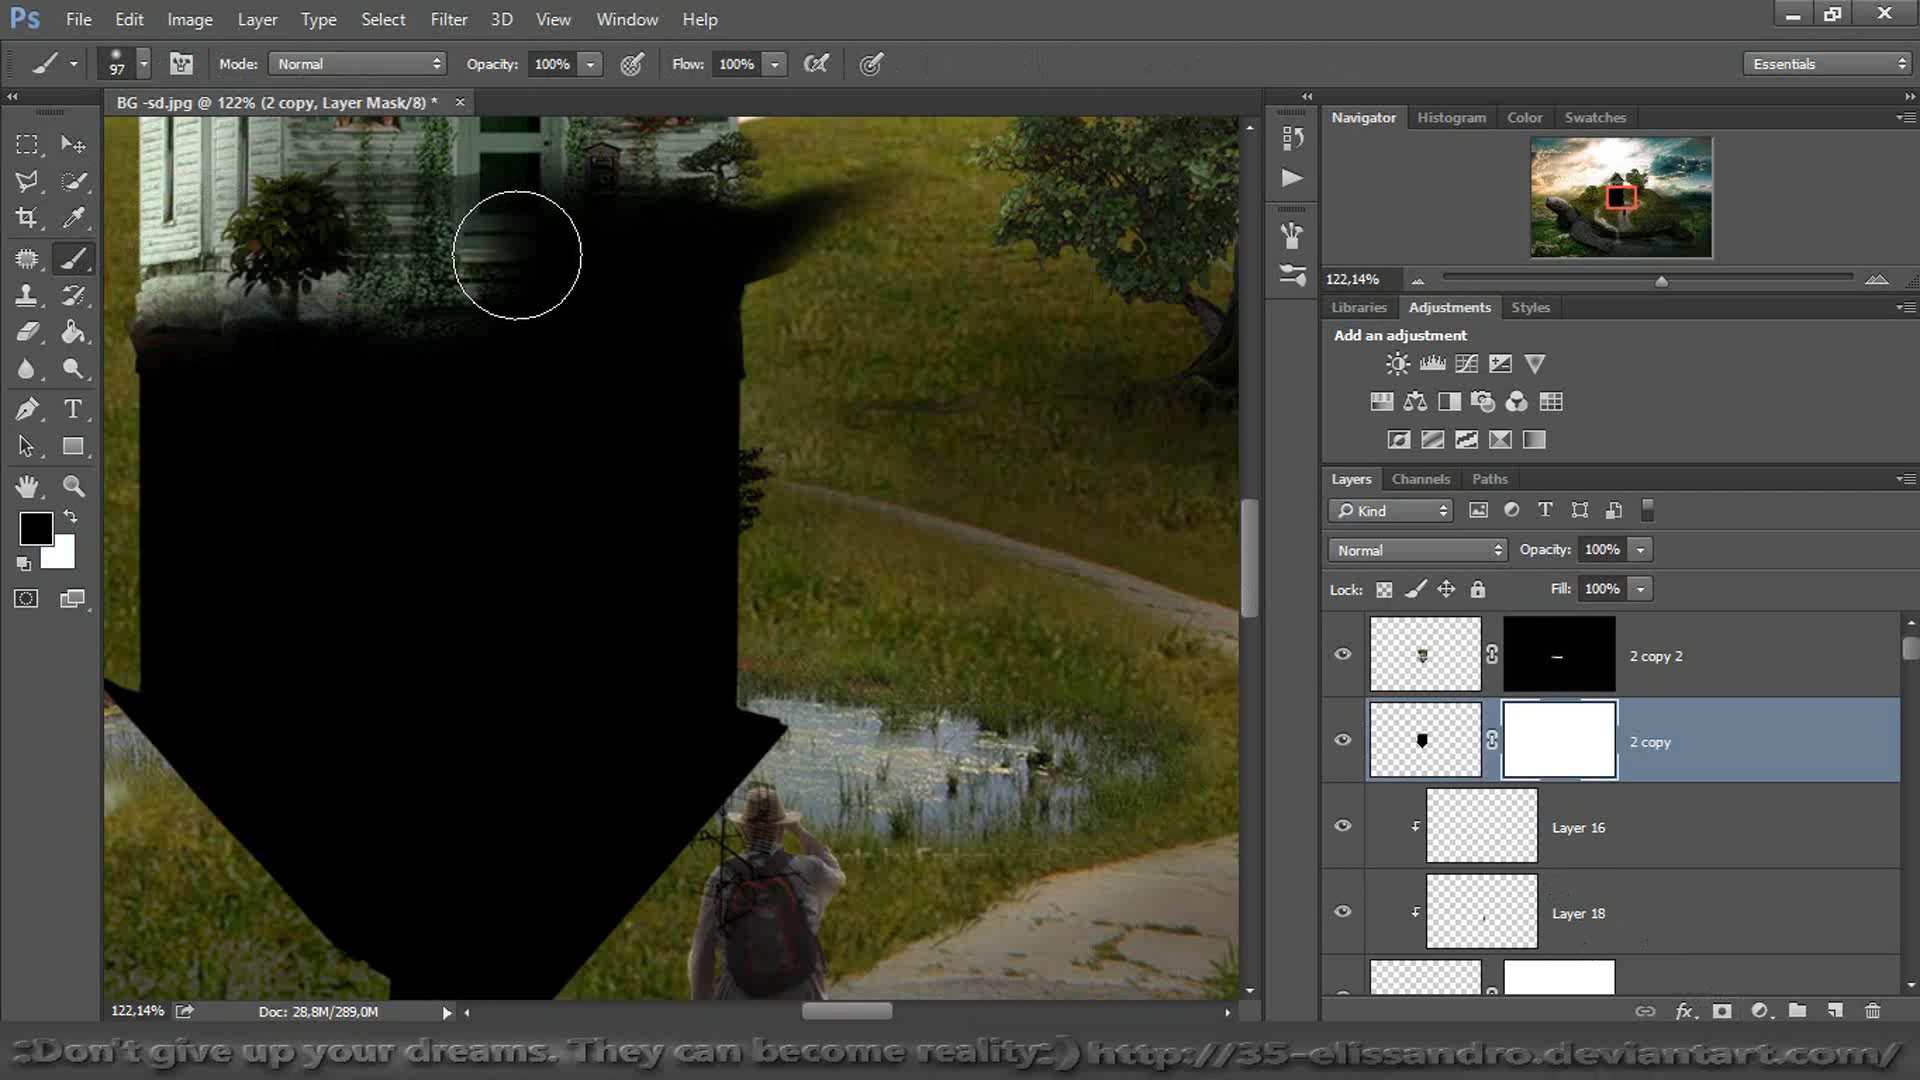 Ps File Edit Image Layer Type Select Filter 3D View Window Help
97 Mode: Normal Opacity: 100% Flow: 100% Essentials
BG -sd.jpg @ 122% (2 copy, Layer Mask/8) *
Navigator Histogram Color Swatches
122,14%
Libraries Adjustments Styles
Add an adjustment
Layers Channels Paths
Kind
Normal Opacity: 100%
Lock: Fill: 100%
2 copy 2
2 copy
Layer 16
Layer 18
122,14% Doc: 28,8M/289,0M
fx
:Don't give up your dreams. They can become reality:) http://35-elissandro.deviantart.com/